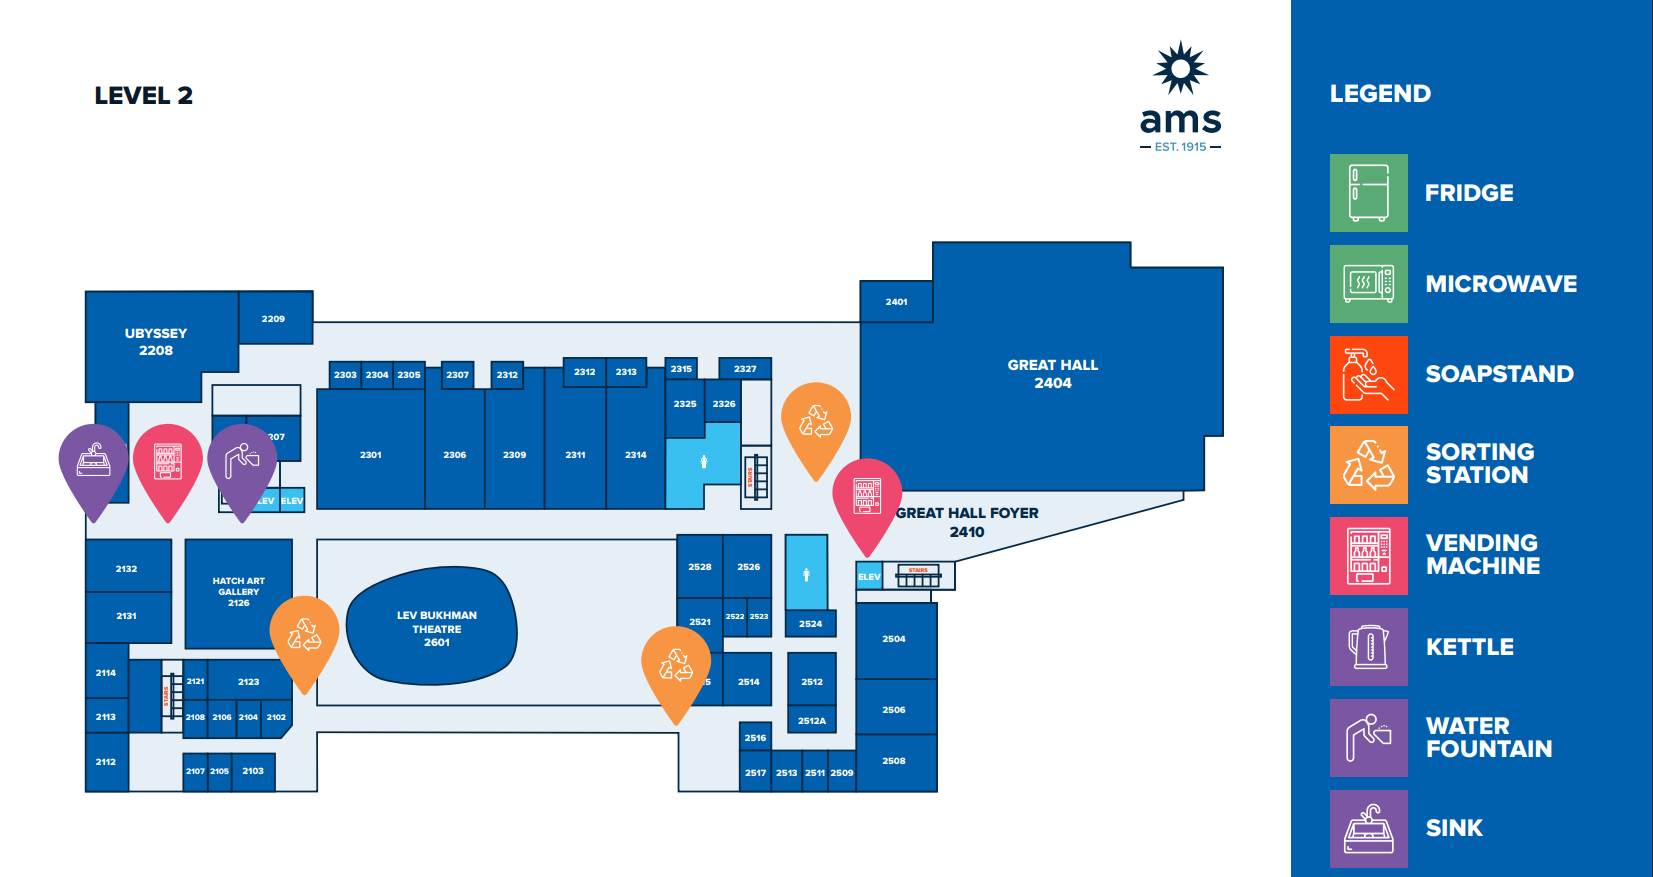 LEVEL 2
ams
EST. 1915
UBYSSEY
2208
2209
2401
GREAT HALL
2404
2303
2304
2305
2307
2312
2312
2313
2315
2327
2325
2326
2301
2306
2309
2311
2314
STAIRS
ELEV
GREAT HALL FOYER
2410
ELEV
STAIRS
2132
2131
HATCH ART
GALLERY
2126
LEV BUKHMAN
THEATRE
2601
2528
2526
2521
2522
2523
2524
2514
2512
2512A
2504
2506
2508
2114
2113
2112
STAIRS
2121
2123
2108
2106
2104
2102
2107
2105
2103
2516
2517
2513
2511
2509
LEGEND
FRIDGE
MICROWAVE
SOAPSTAND
SORTING
STATION
VENDING
MACHINE
KETTLE
WATER
FOUNTAIN
SINK